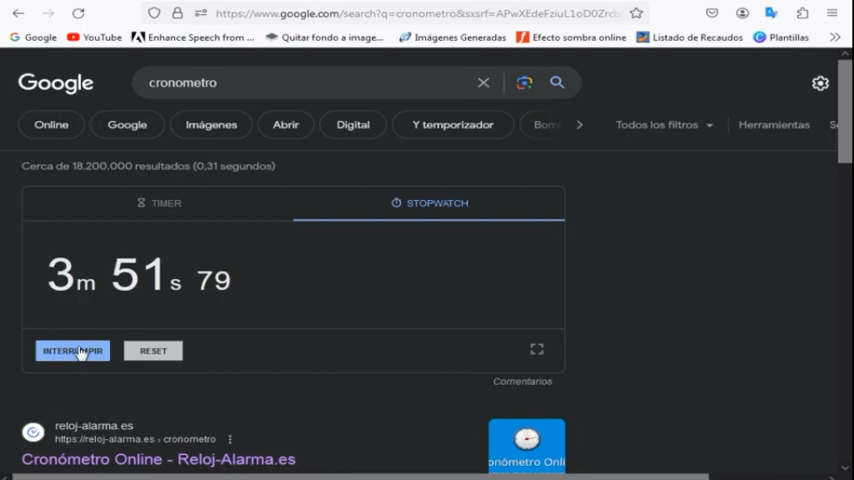 https://www.google.com/search?q=cronometro&sxsrf=
Google YouTube Enhance Speech from ... Quitar fondo a image... Imágenes Generadas Efecto sombra online Listado de Recaudos Plantillas
Google cronometro
Online Google Imágenes Abrir Digital Y temporizador Todos los filtros Herramientas
Cerca de 18.200.000 resultados (0,31 segundos)
TIMER STOPWATCH
3m 51s 79
INTERRUMPIR RESET
Comentarios
reloj-alarma.es
https://reloj-alarma.es › cronometro
Cronómetro Online - Reloj-Alarma.es